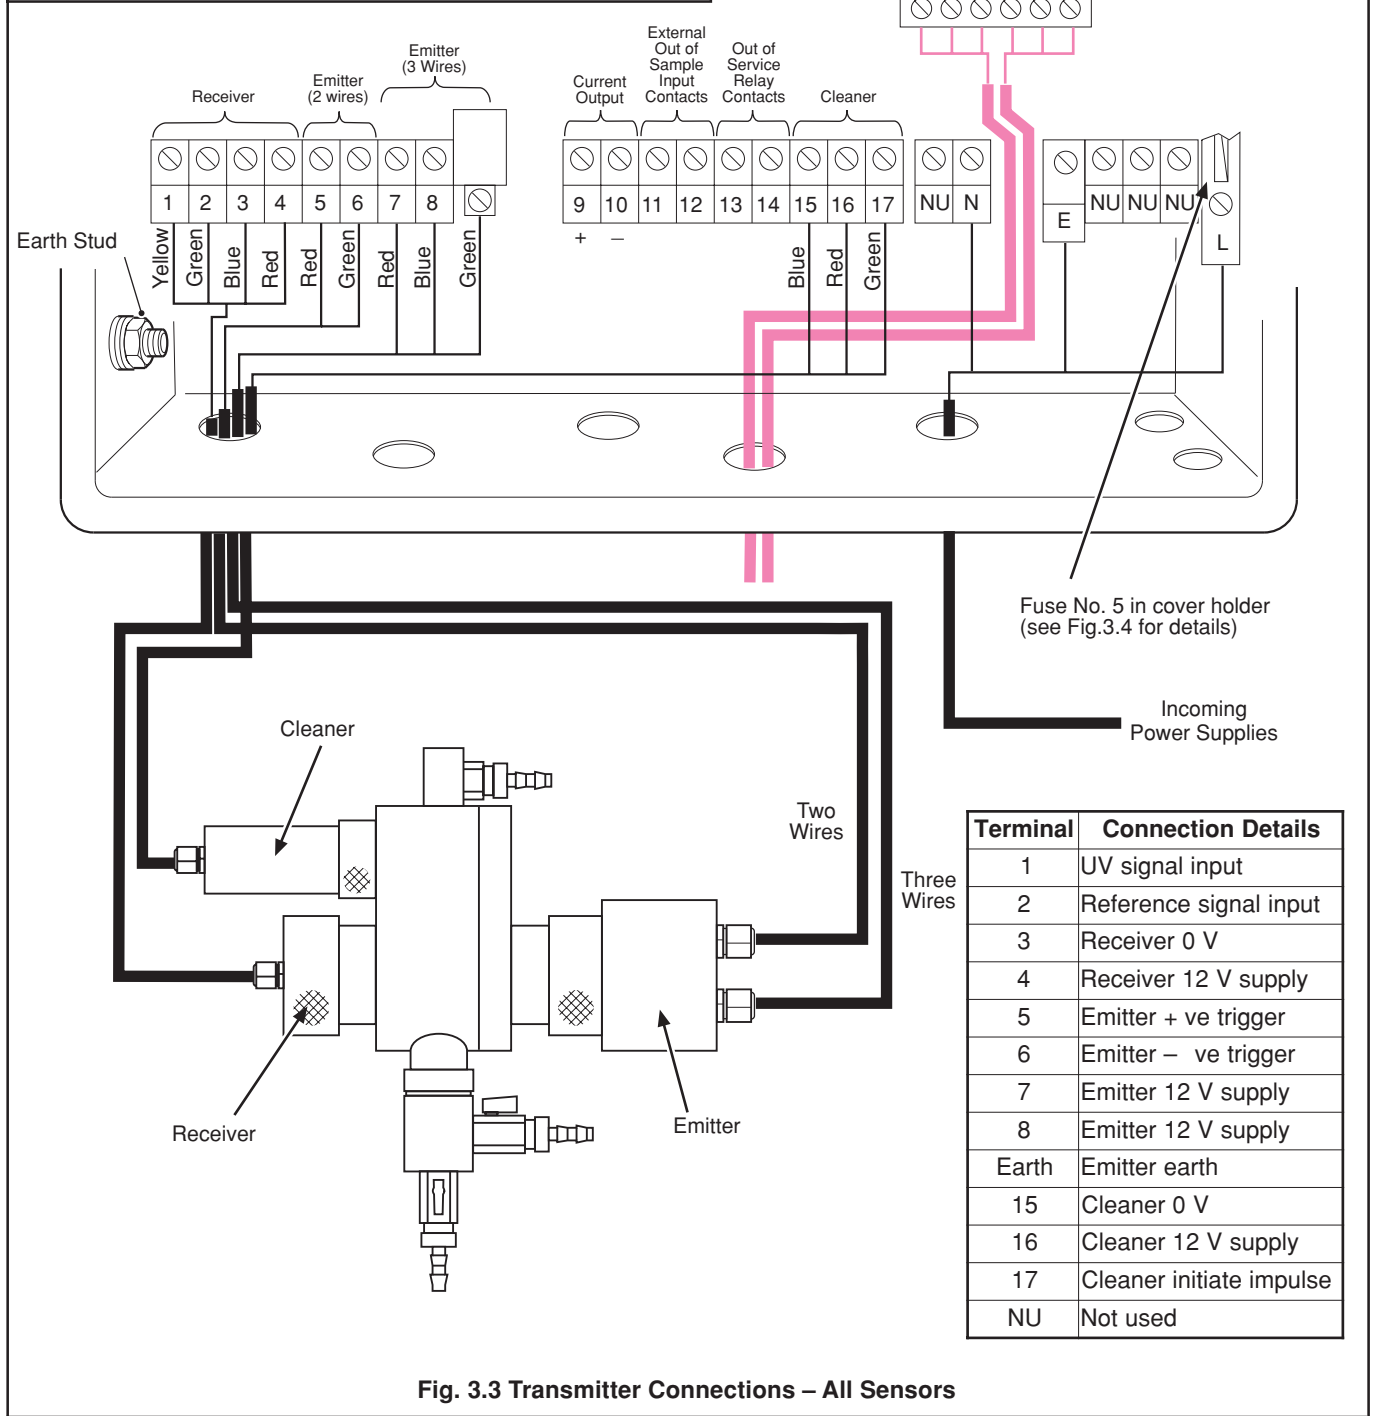 External
Out of
Sample
Input
Contacts
Out of
Service
Relay
Contacts
Emitter
(3 Wires)
Emitter
(2 wires)
Current
Output
Receiver
Cleaner
1 2 3 4 5 6 7 8
9 10 11 12 13 14 15 16 17
NU N
E
NU NU NU
L
+ –
Earth Stud
Yellow
Green
Blue
Red
Red
Green
Red
Blue
Green
Blue
Red
Green
Fuse No. 5 in cover holder
(see Fig.3.4 for details)
Incoming
Power Supplies
Cleaner
Two
Wires
Three
Wires
Receiver
Emitter
Terminal Connection Details
1 UV signal input
2 Reference signal input
3 Receiver 0 V
4 Receiver 12 V supply
5 Emitter + ve trigger
6 Emitter – ve trigger
7 Emitter 12 V supply
8 Emitter 12 V supply
Earth Emitter earth
15 Cleaner 0 V
16 Cleaner 12 V supply
17 Cleaner initiate impulse
NU Not used
Fig. 3.3 Transmitter Connections – All Sensors